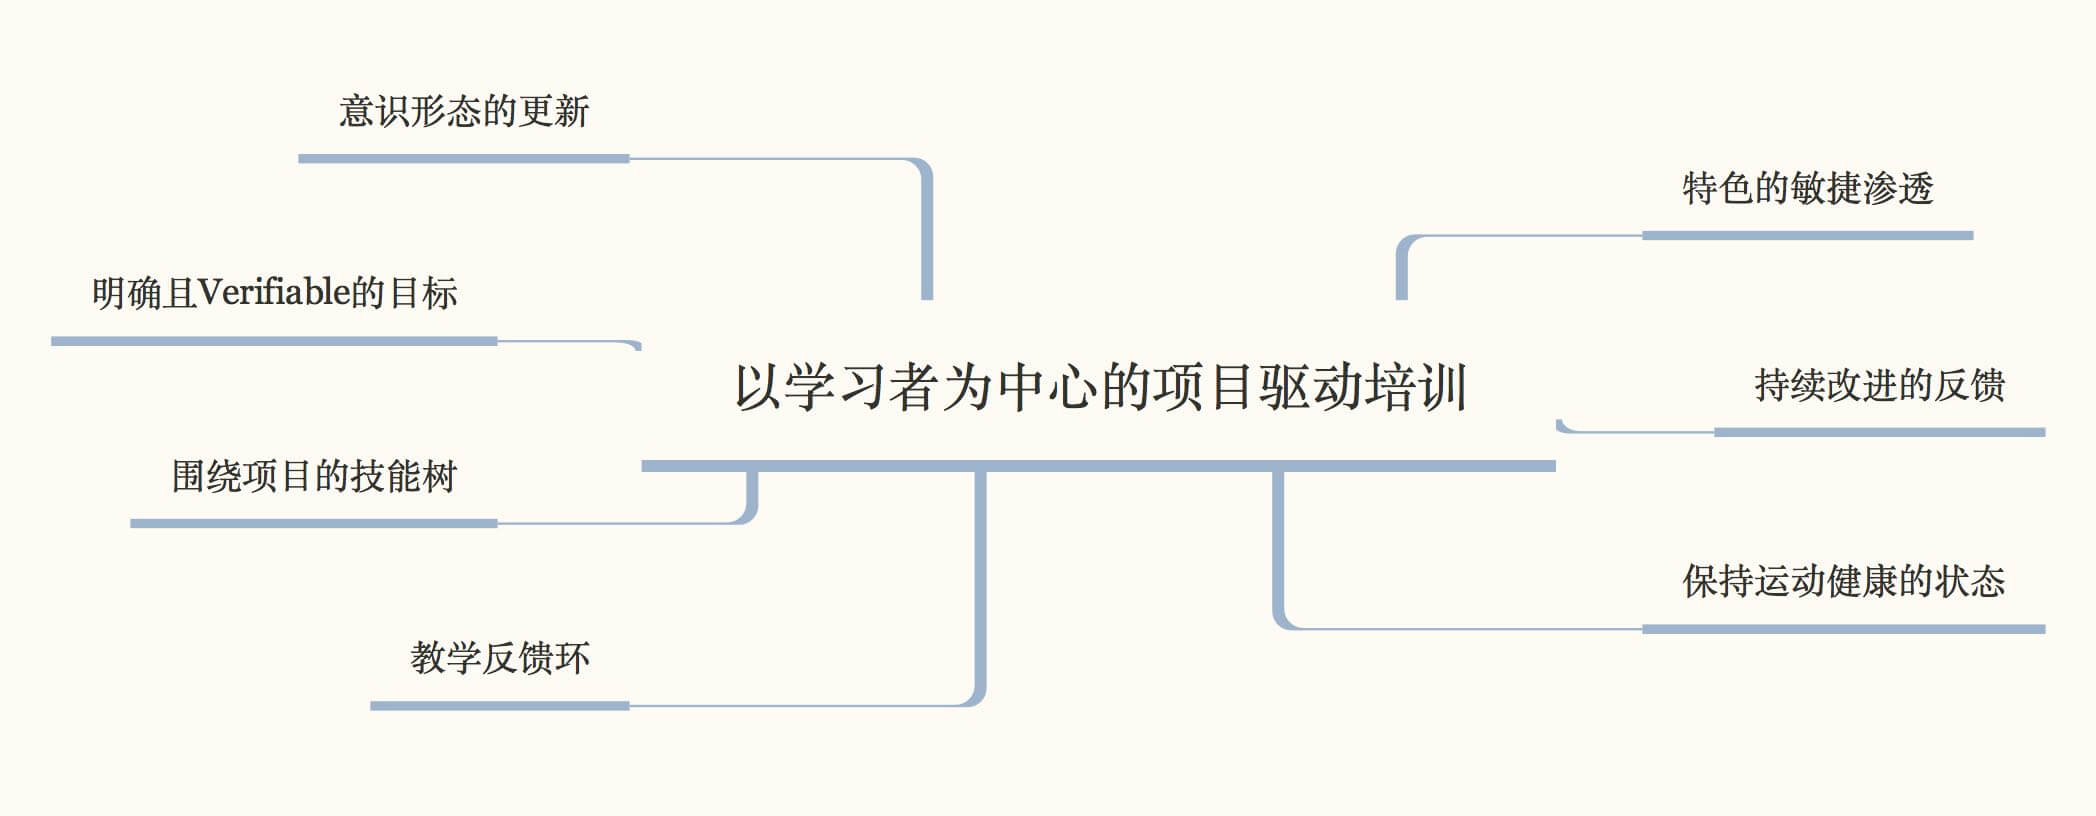 意识形态的更新
特色的敏捷渗透
明确且Verifiable的目标
以学习者为中心的项目驱动培训
持续改进的反馈
围绕项目的技能树
保持运动健康的状态
教学反馈环